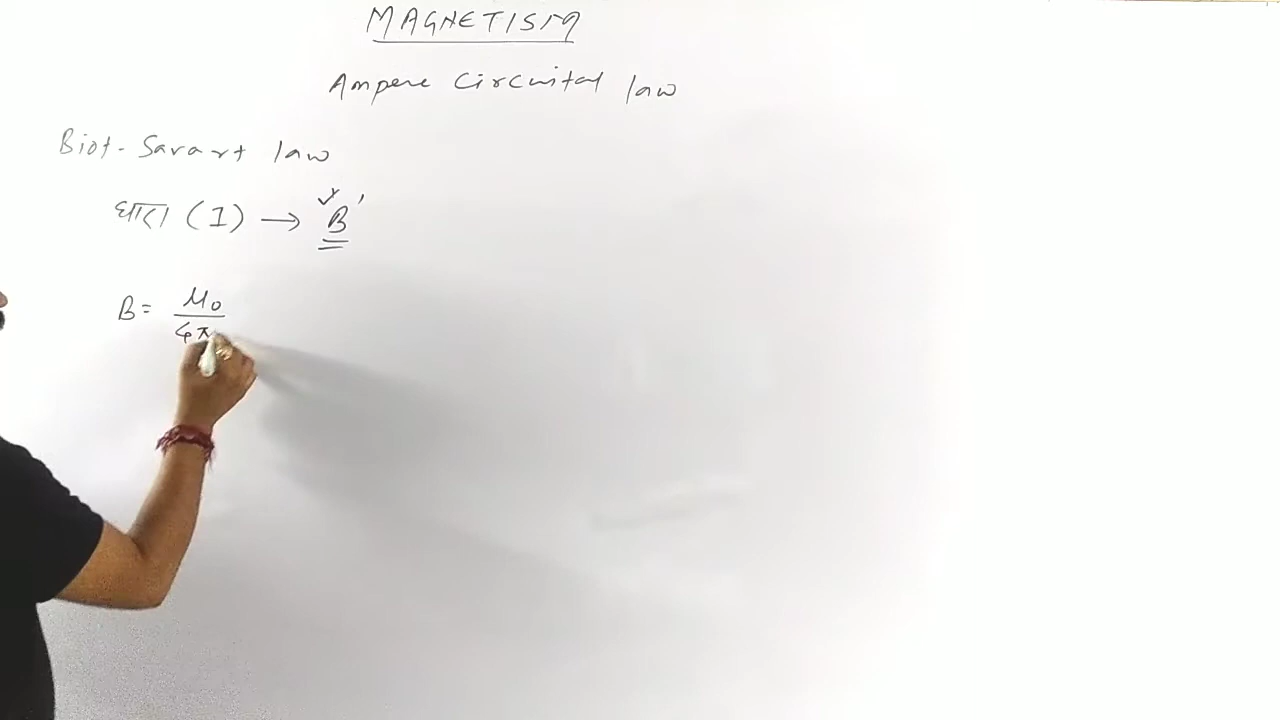 MAGNETISM
Ampere Circuital law
Biot-Savart law
धारा (I) → B
B = μ₀/4π